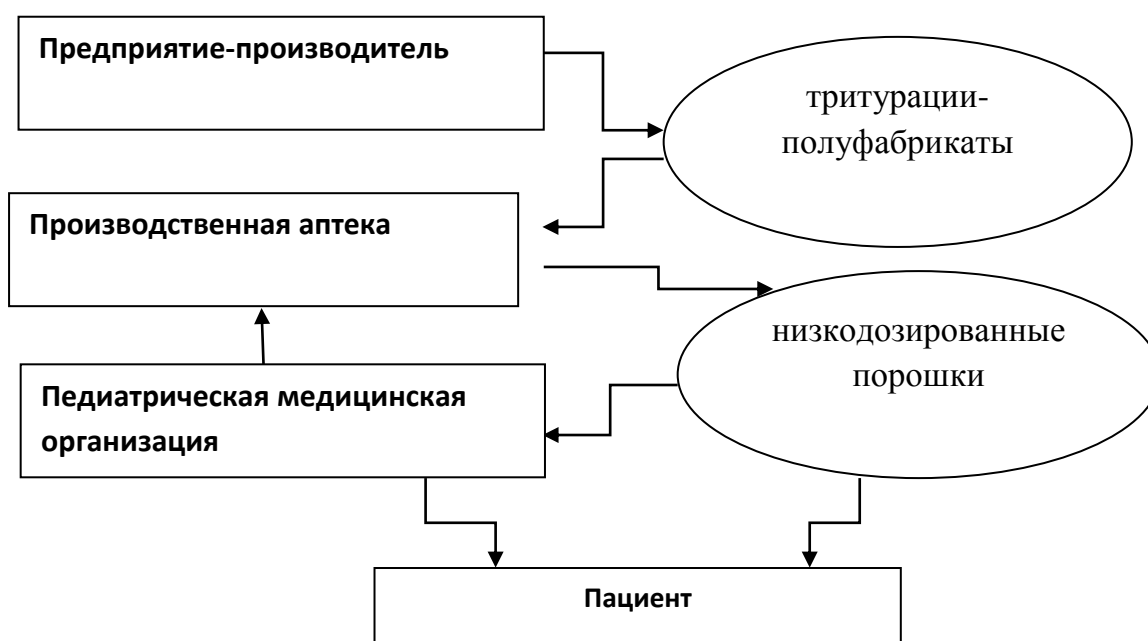 Предприятие-производитель
тритурации-
полуфабрикаты
Производственная аптека
низкодозированные
порошки
Педиатрическая медицинская
организация
Пациент